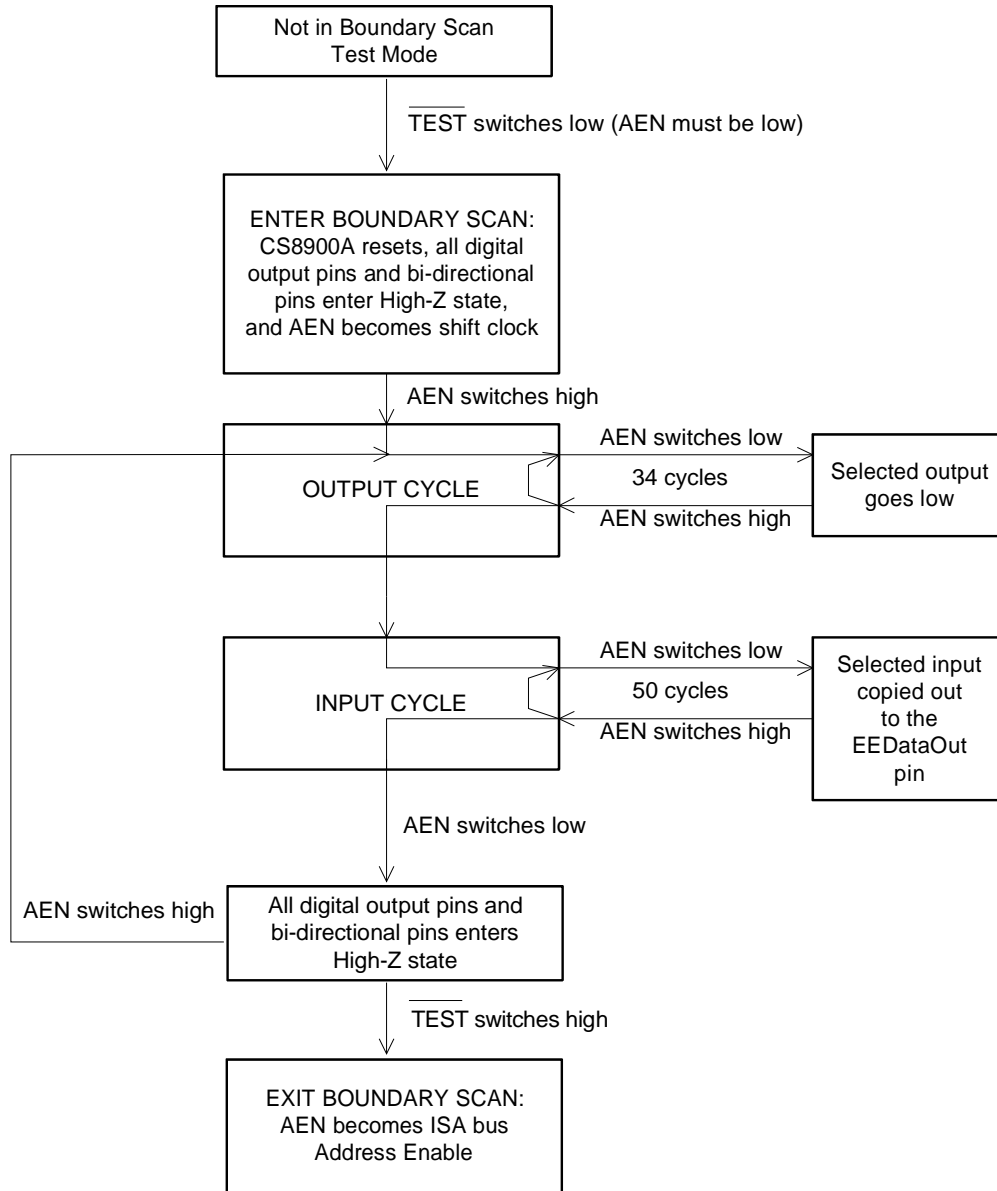 Not in Boundary Scan
Test Mode
TEST switches low (AEN must be low)
ENTER BOUNDARY SCAN:
CS8900A resets, all digital
output pins and bi-directional
pins enter High-Z state,
and AEN becomes shift clock
AEN switches high
OUTPUT CYCLE
AEN switches low
34 cycles
AEN switches high
Selected output
goes low
INPUT CYCLE
AEN switches low
50 cycles
AEN switches high
Selected input
copied out
to the
EEDataOut
pin
AEN switches low
AEN switches high
All digital output pins and
bi-directional pins enters
High-Z state
TEST switches high
EXIT BOUNDARY SCAN:
AEN becomes ISA bus
Address Enable